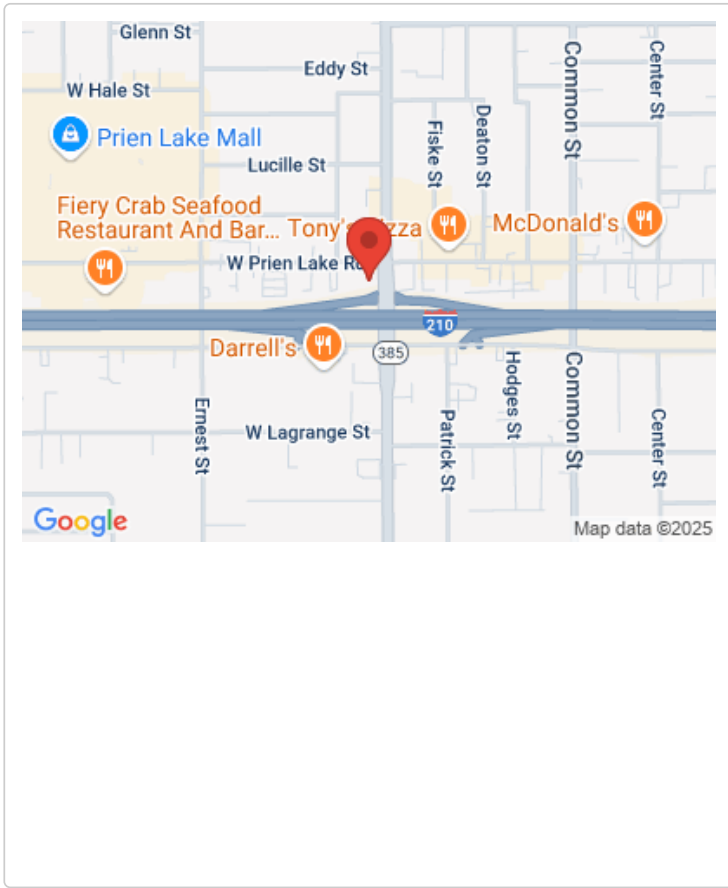 Glenn St
Eddy St
W Hale St
Common St
Center St
Prien Lake Mall
Fiske St
Deaton St
Lucille St
Fiery Crab Seafood
Restaurant And Bar...
Tony's
McDonald's
W Prien Lake
210
Darrell's
385
Ernest St
Hodges St
Common St
W Lagrange St
Patrick St
Center St
Google
Map data ©2025